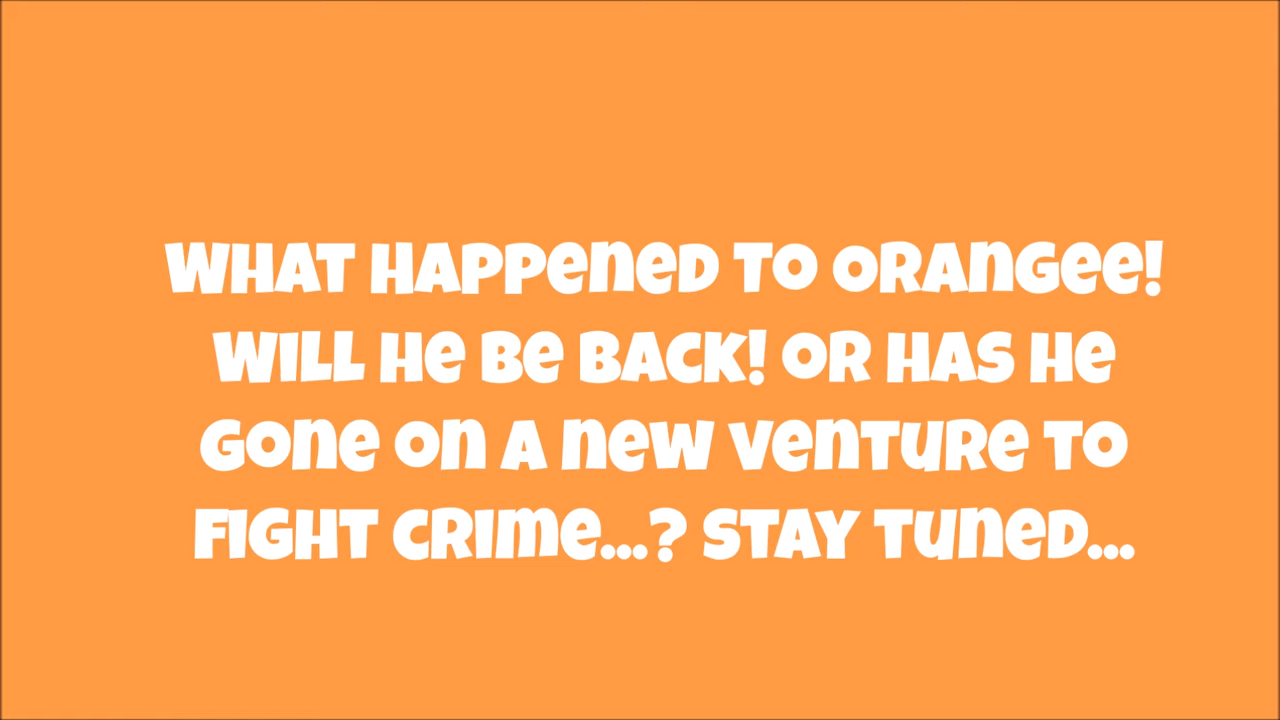 WHAT HAPPENED TO ORANGEE!
WILL HE BE BACK! OR HAS HE
GONE ON A NEW VENTURE TO
FIGHT CRIME...? STAY TUNED...